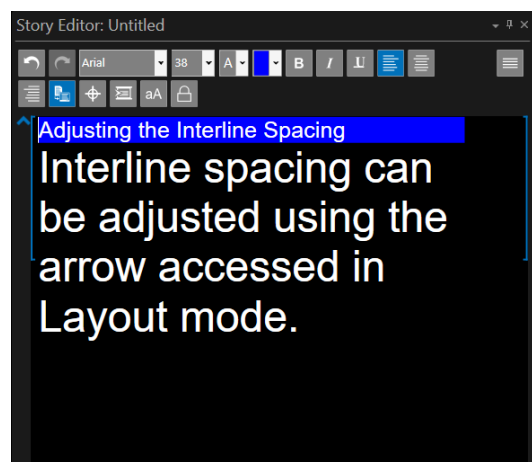 Story Editor: Untitled
Arial 38 A B I U
aA
Adjusting the Interline Spacing
Interline spacing can
be adjusted using the
arrow accessed in
Layout mode.